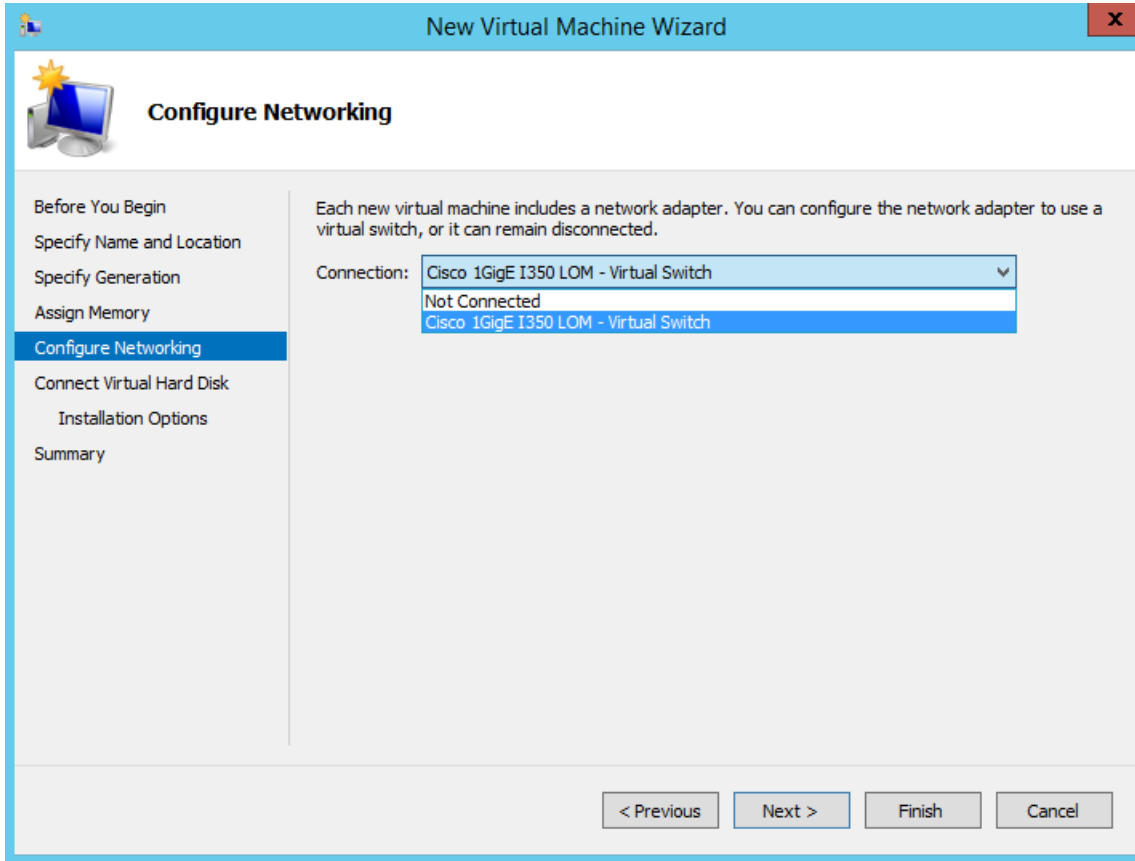 New Virtual Machine Wizard
x
Configure Networking
Before You Begin
Specify Name and Location
Specify Generation
Assign Memory
Configure Networking
Connect Virtual Hard Disk
Installation Options
Summary
Each new virtual machine includes a network adapter. You can configure the network adapter to use a
virtual switch, or it can remain disconnected.
Connection: Cisco 1GigE I350 LOM - Virtual Switch
Not Connected
Cisco 1GigE I350 LOM - Virtual Switch
< Previous Next > Finish Cancel